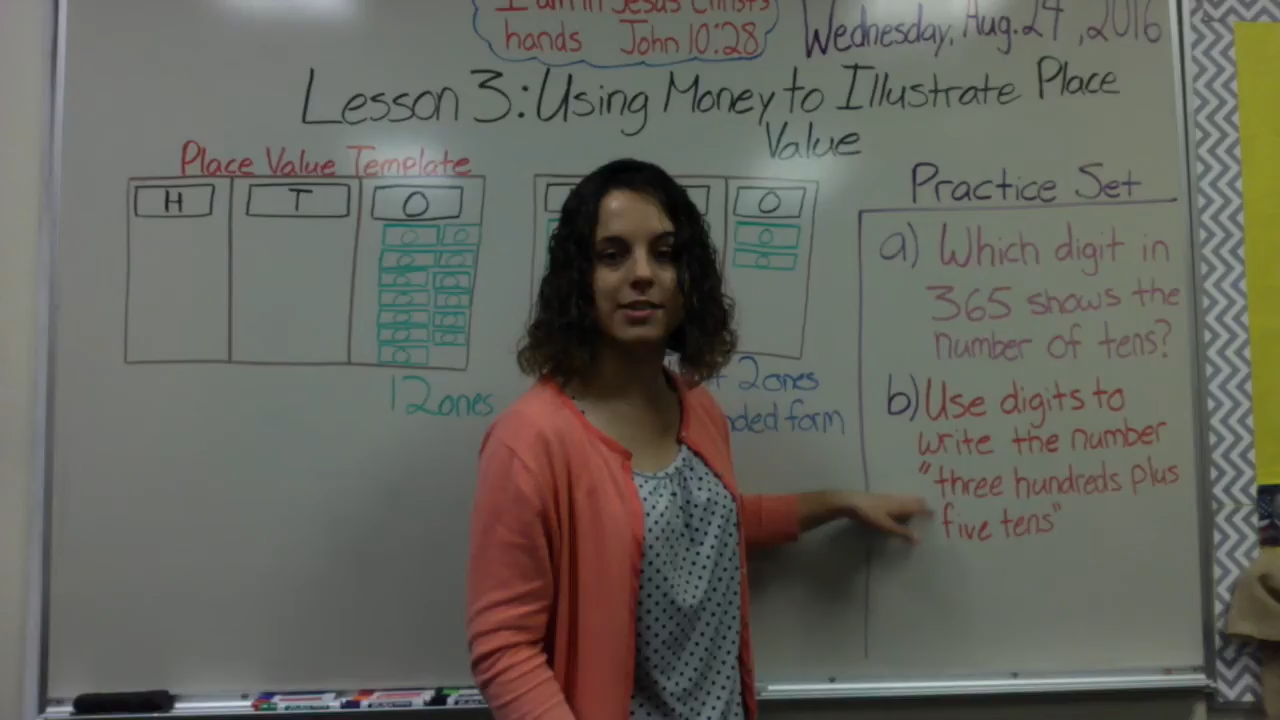 I am in Jesus Christ's
hands John 10:28
Wednesday, Aug. 24, 2016
Lesson 3: Using Money to Illustrate Place
Value
Place Value Template
H T O
12 ones
O
+ 2 ones
form
Practice Set
a) Which digit in
365 shows the
number of tens?
b) Use digits to
write the number
"three hundreds plus
five tens"